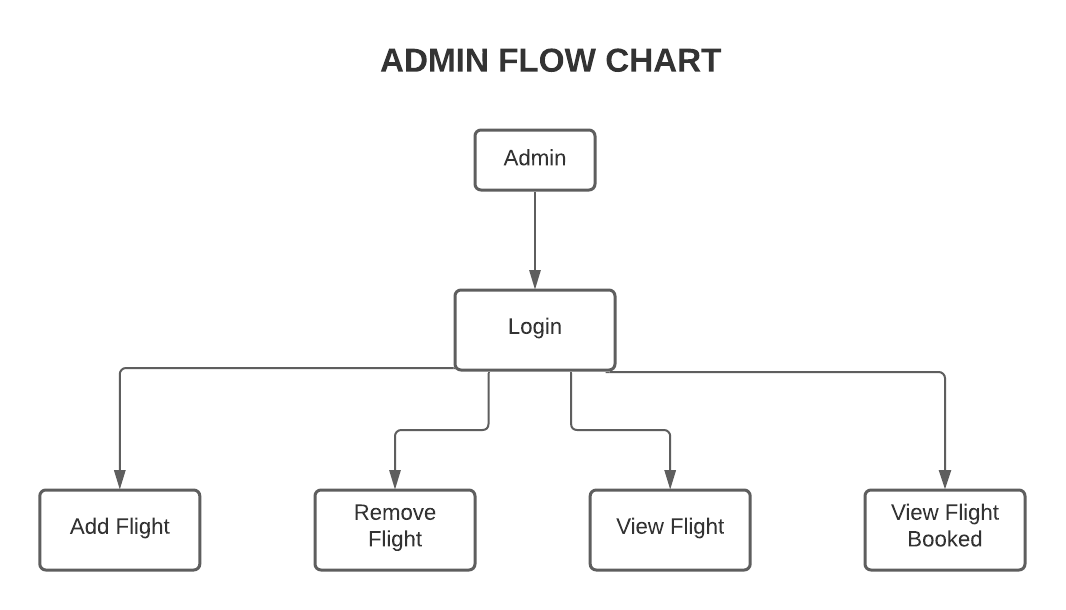 ADMIN FLOW CHART
Admin
Login
Add Flight
Remove
Flight
View Flight
View Flight
Booked